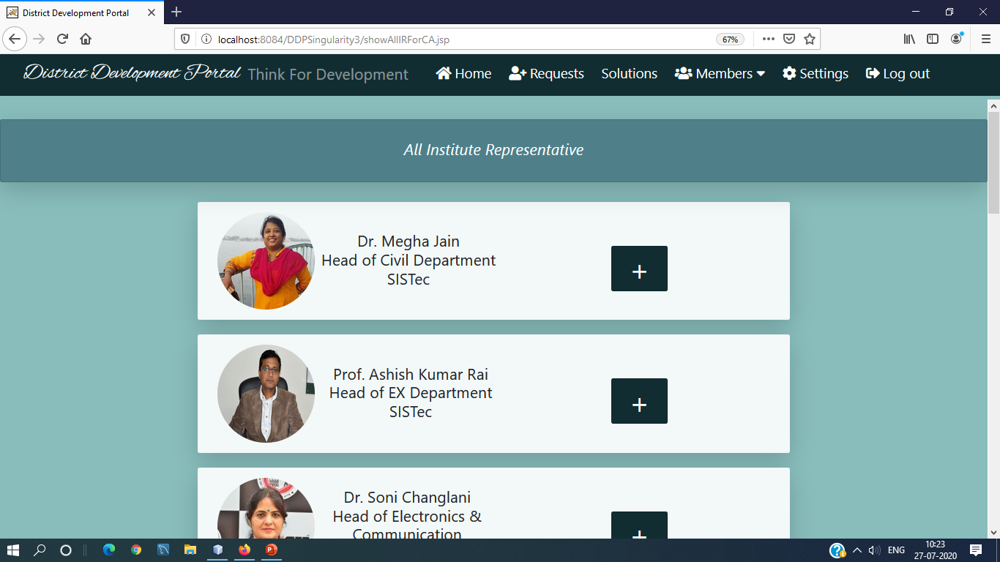 District Development Portal
localhost:8084/DDPSingularity3/showAllIRForCA.jsp
67%
District Development Portal Think For Development Home Requests Solutions Members Settings Log out
All Institute Representative
Dr. Megha Jain
Head of Civil Department
SISTec
+
Prof. Ashish Kumar Rai
Head of EX Department
SISTec
+
Dr. Soni Changlani
Head of Electronics &
Communication
+
ENG
10:23
27-07-2020